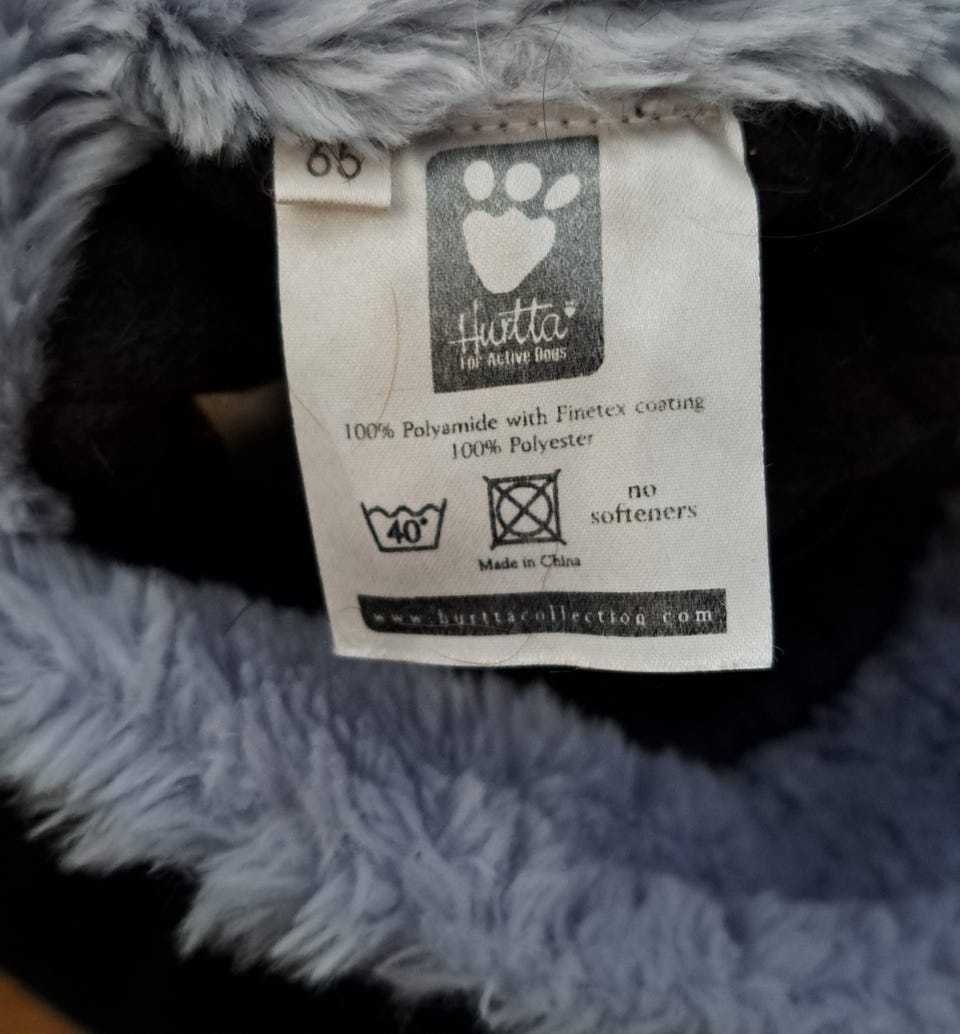 Hurtta
For Active Dogs
100% Polyamide with Finetex coating
100% Polyester
40°
no
softeners
Made in China
www.hurttacollection.com